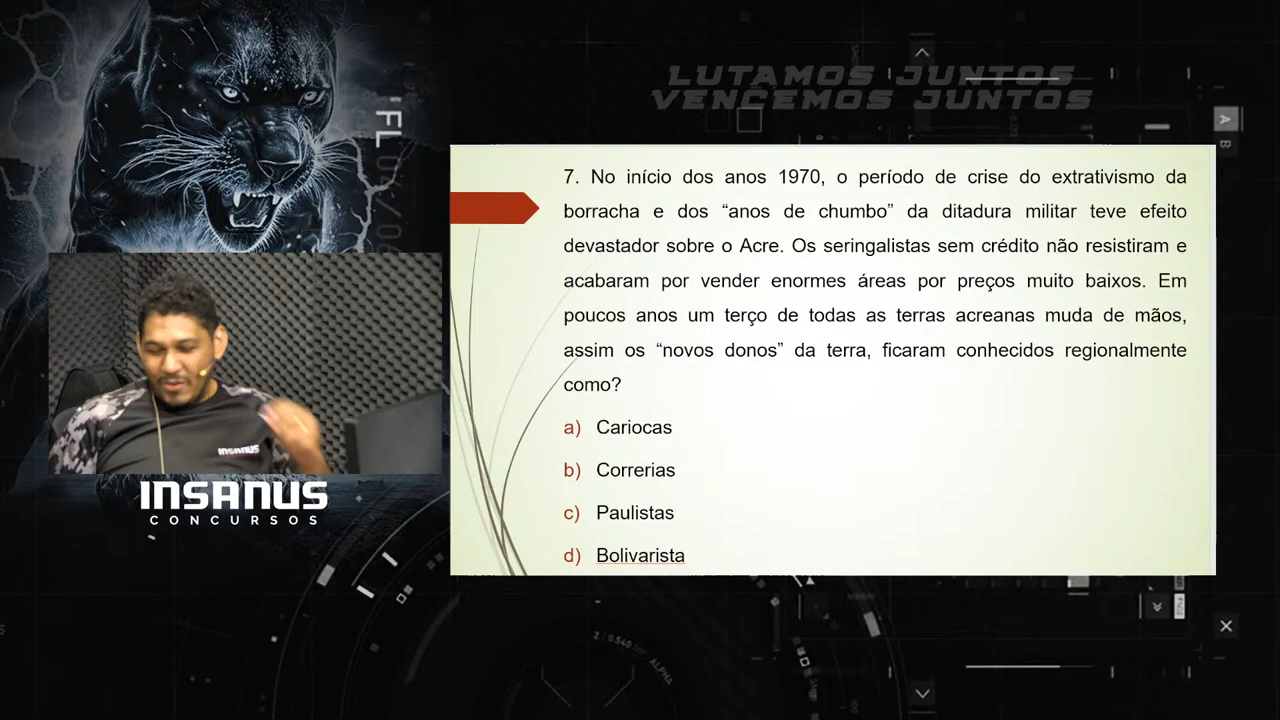 LUTAMOS JUNTOS
VENCEMOS JUNTOS
FL
A
B
7. No início dos anos 1970, o período de crise do extrativismo da
borracha e dos “anos de chumbo” da ditadura militar teve efeito
devastador sobre o Acre. Os seringalistas sem crédito não resistiram e
acabaram por vender enormes áreas por preços muito baixos. Em
poucos anos um terço de todas as terras acreanas muda de mãos,
assim os “novos donos” da terra, ficaram conhecidos regionalmente
como?
a) Cariocas
b) Correrias
c) Paulistas
d) Bolivarista
INSANUS
INSANUS
CONCURSOS